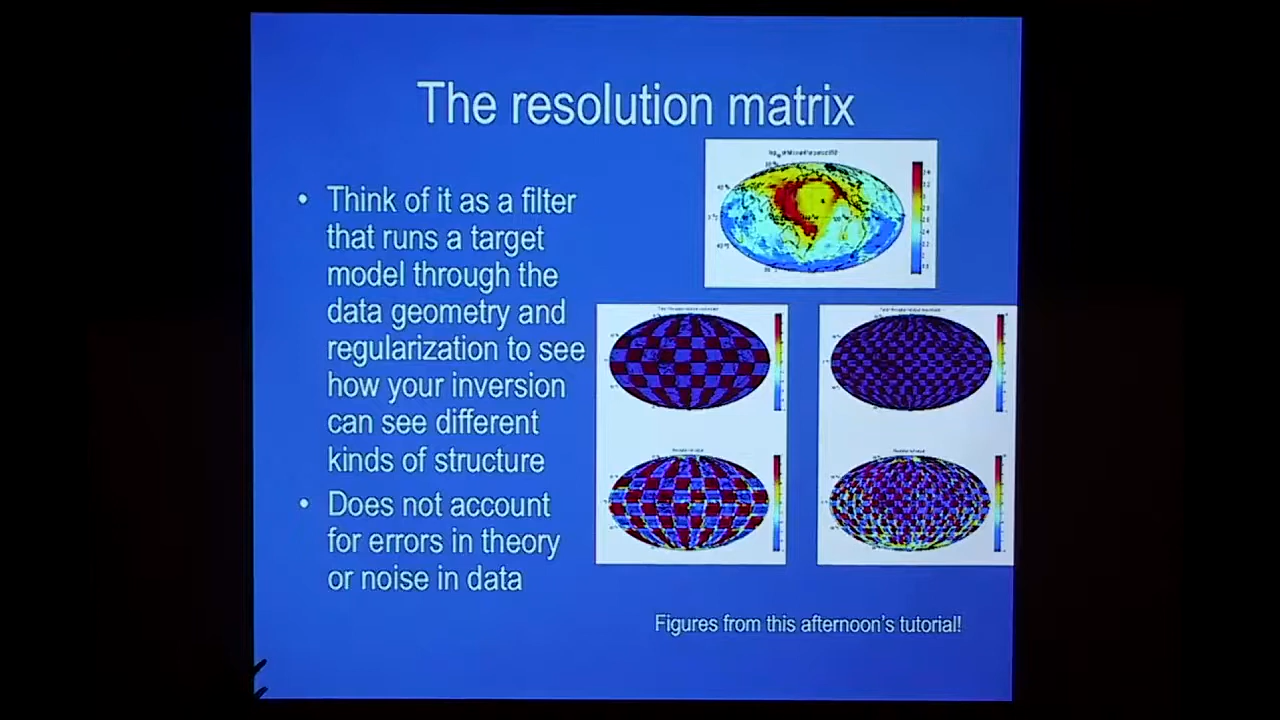 The resolution matrix
• Think of it as a filter
that runs a target
model through the
data geometry and
regularization to see
how your inversion
can see different
kinds of structure
• Does not account
for errors in theory
or noise in data
Figures from this afternoon's tutorial!